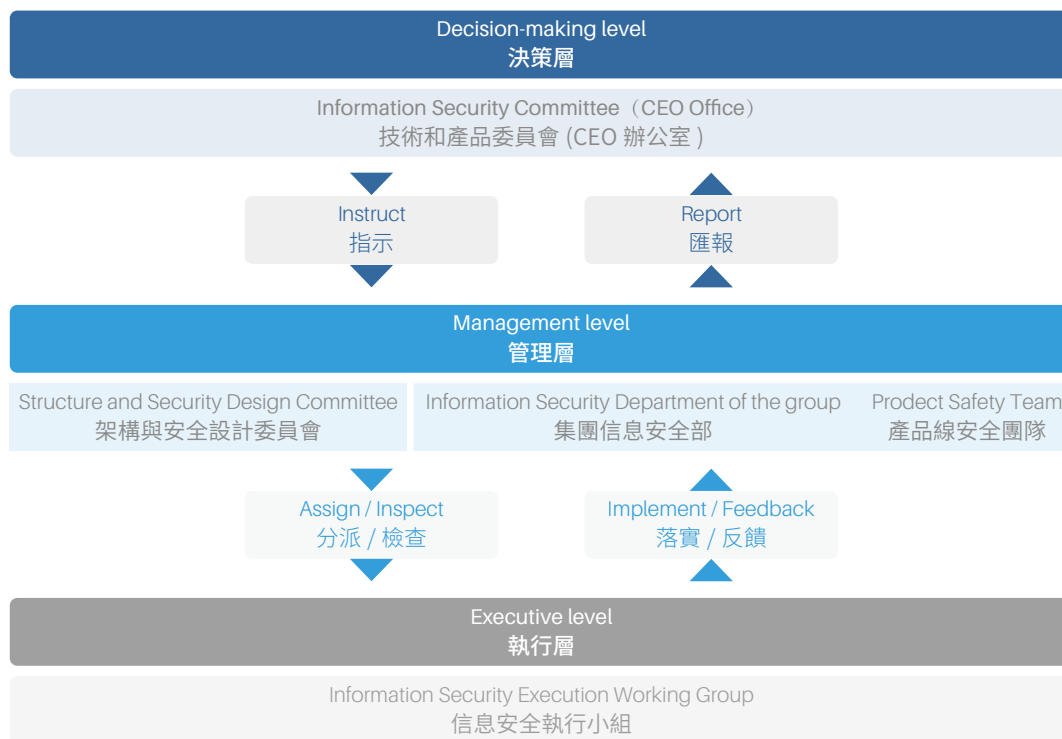 Decision-making level
決策層
Information Security Committee（CEO Office）
技術和產品委員會 (CEO 辦公室 )
Instruct
指示
Report
匯報
Management level
管理層
Structure and Security Design Committee
架構與安全設計委員會
Information Security Department of the group
集團信息安全部
Prodect Safety Team
產品線安全團隊
Assign / Inspect
分派 / 檢查
Implement / Feedback
落實 / 反饋
Executive level
執行層
Information Security Execution Working Group
信息安全執行小組